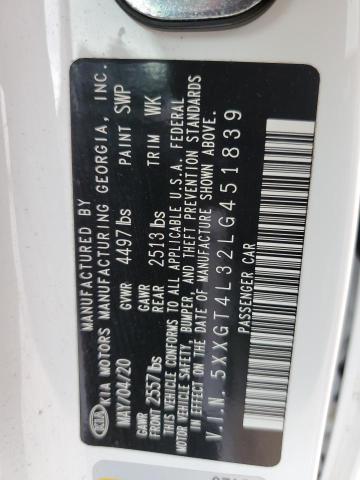 KIA
MANUFACTURED BY
KIA MOTORS MANUFACTURING GEORGIA, INC.
MAY/04/20 GVWR 4497 lbs PAINT SWP
GAWR FRONT 2557 lbs GAWR REAR 2513 lbs TRIM WK
THIS VEHICLE CONFORMS TO ALL APPLICABLE U.S.A. FEDERAL
MOTOR VEHICLE SAFETY, BUMPER, AND THEFT PREVENTION STANDARDS
IN EFFECT ON THE DATE OF MANUFACTURE SHOWN ABOVE.
V.I.N. 5XXGT4L32LG451839
PASSENGER CAR